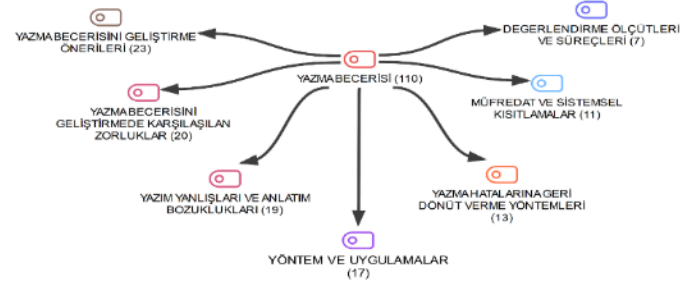 YAZMA BECERİSİNİ GELİŞTİRME
ÖNERİLERİ (23)
DEGERLENDİRME ÖLÇÜTLERİ
VE SÜREÇLERİ (7)
YAZMA BECERİSİ (110)
YAZMA BECERİSİNİ
GELİŞTİRMEDE KARŞILAŞILAN
ZORLUKLAR (20)
MÜFREDAT VE SİSTEMSEL
KISITLAMALAR (11)
YAZIM YANLIŞLARI VE ANLATIM
BOZUKLUKLARI (19)
YAZMA HATALARINA GERİ
DÖNÜT VERME YÖNTEMLERİ
(13)
YÖNTEM VE UYGULAMALAR
(17)